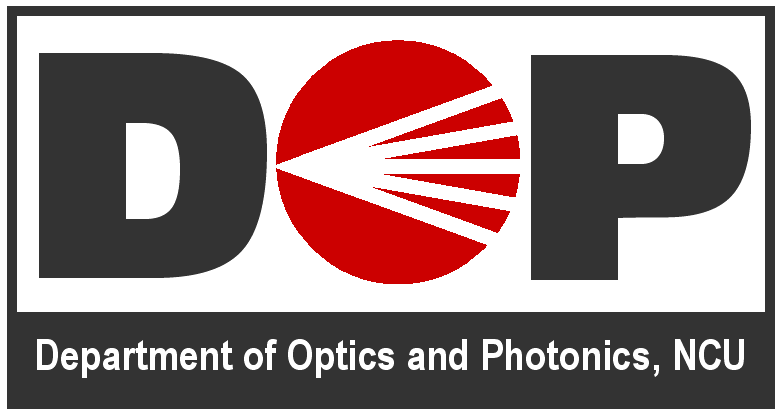 DOP
Department of Optics and Photonics, NCU